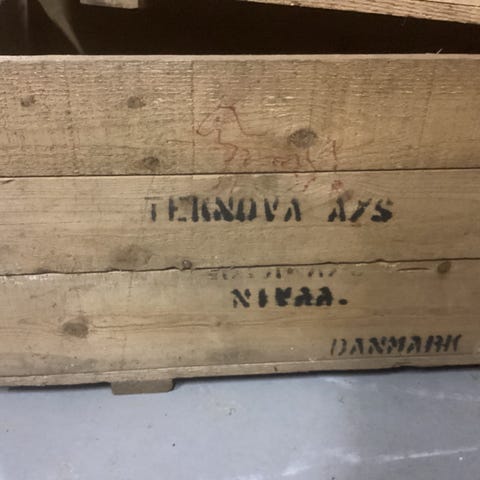 TEKNOVA A/S
NIVAA.
DANMARK